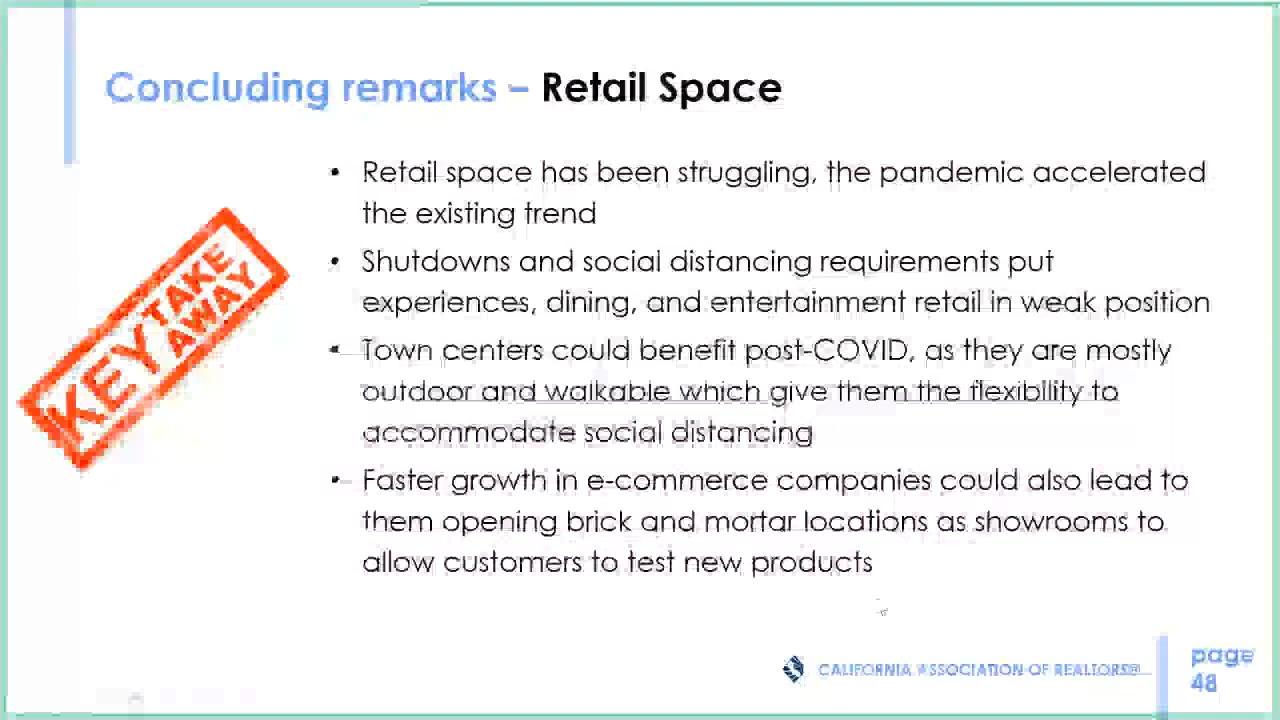 Concluding remarks – Retail Space
• Retail space has been struggling, the pandemic accelerated
the existing trend
• Shutdowns and social distancing requirements put
experiences, dining, and entertainment retail in weak position
• Town centers could benefit post-COVID, as they are mostly
outdoor and walkable which give them the flexibility to
accommodate social distancing
• Faster growth in e-commerce companies could also lead to
them opening brick and mortar locations as showrooms to
allow customers to test new products
KEY TAKE
AWAY
CALIFORNIA ASSOCIATION OF REALTORS®
page
48